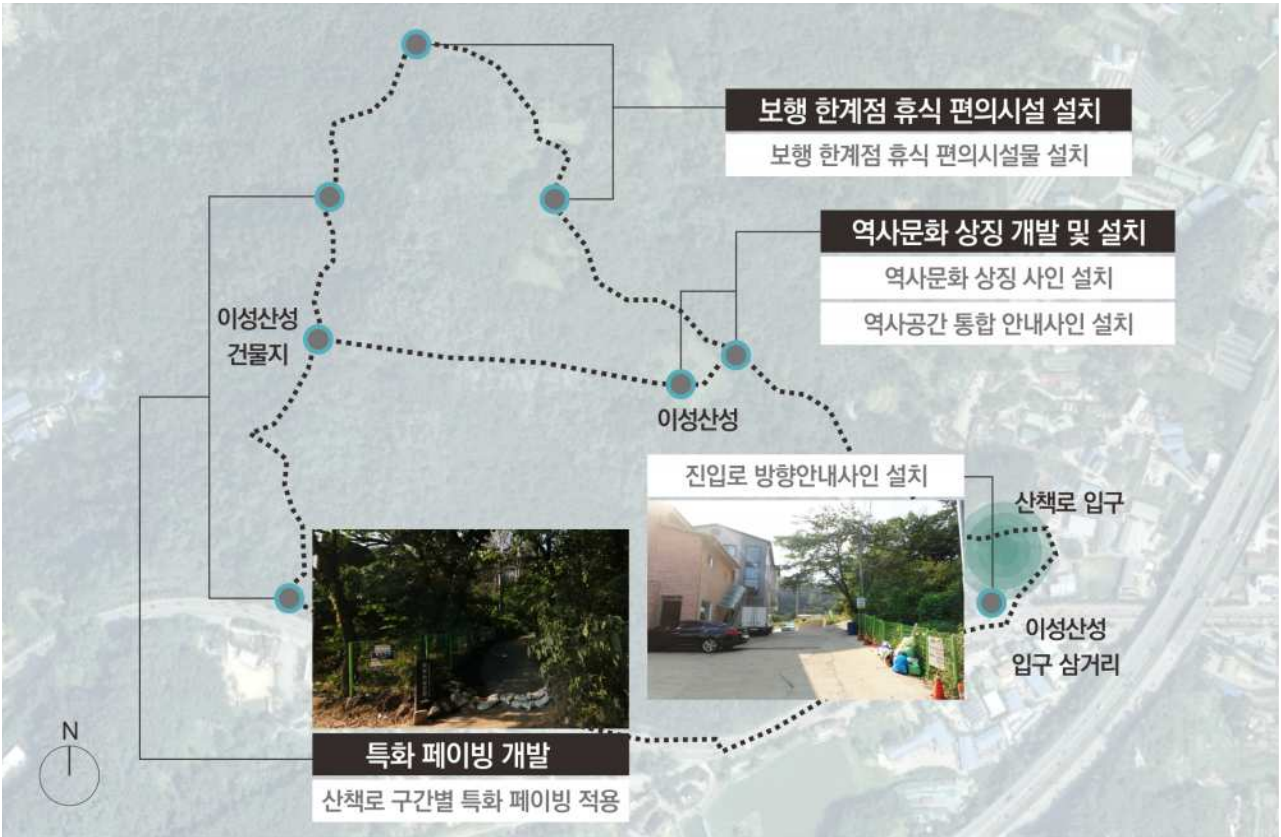 보행 한계점 휴식 편의시설 설치
보행 한계점 휴식 편의시설물 설치
역사문화 상징 개발 및 설치
역사문화 상징 사인 설치
역사공간 통합 안내사인 설치
이성산성
건물지
이성산성
진입로 방향안내사인 설치
산책로 입구
이성산성
입구 삼거리
N
특화 페이빙 개발
산책로 구간별 특화 페이빙 적용